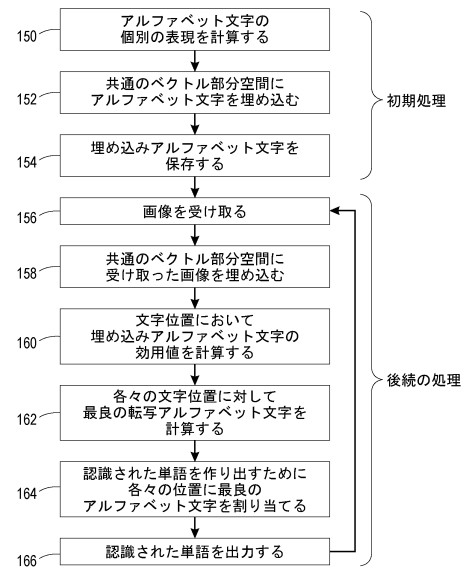 150
アルファベット文字の
個別の表現を計算する
152
共通のベクトル部分空間に
アルファベット文字を埋め込む
初期処理
154
埋め込みアルファベット文字を
保存する
156
画像を受け取る
158
共通のベクトル部分空間に
受け取った画像を埋め込む
160
文字位置において
埋め込みアルファベット文字の
効用値を計算する
後続の処理
162
各々の文字位置に対して
最良の転写アルファベット文字を
計算する
164
認識された単語を作り出すために
各々の位置に最良の
アルファベット文字を割り当てる
166
認識された単語を出力する